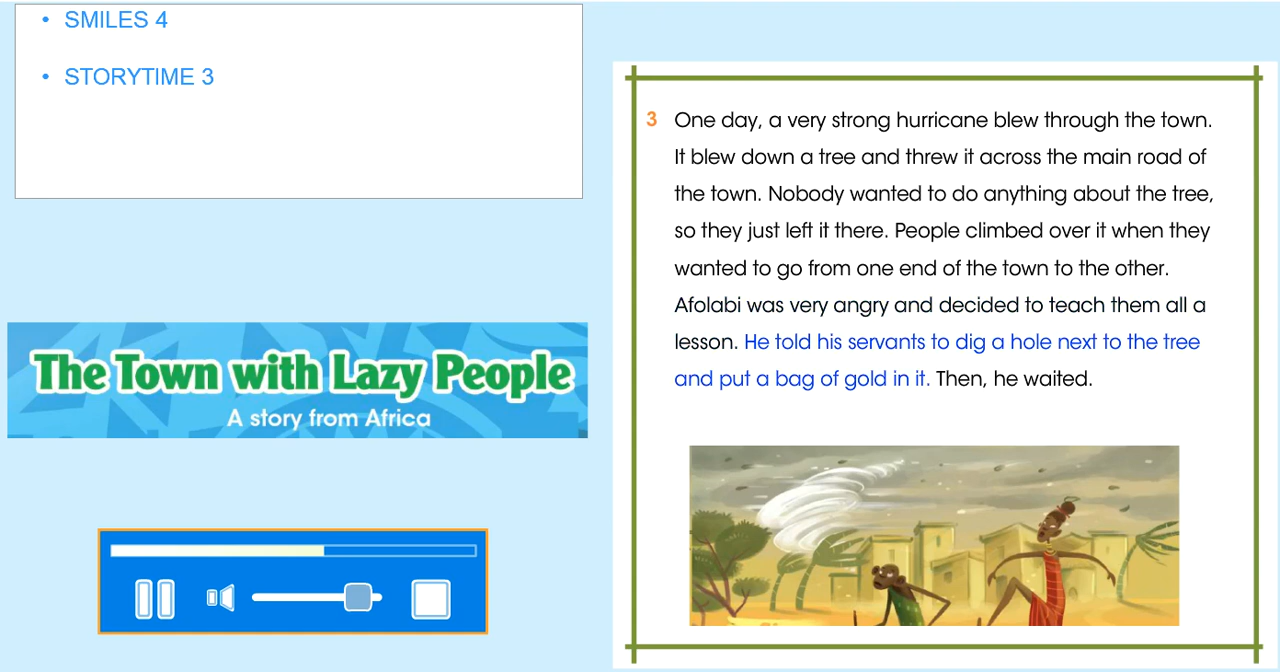 • SMILES 4
• STORYTIME 3
The Town with Lazy People
A story from Africa
3 One day, a very strong hurricane blew through the town.
It blew down a tree and threw it across the main road of
the town. Nobody wanted to do anything about the tree,
so they just left it there. People climbed over it when they
wanted to go from one end of the town to the other.
Afolabi was very angry and decided to teach them all a
lesson. He told his servants to dig a hole next to the tree
and put a bag of gold in it. Then, he waited.